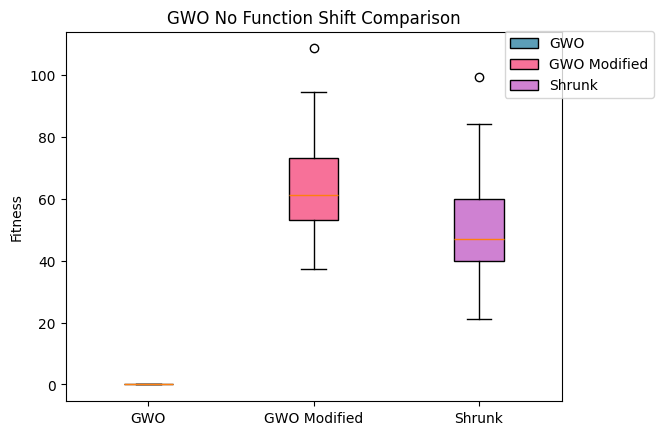 GWO No Function Shift Comparison
GWO
GWO Modified
Shrunk
Fitness
100
80
60
40
20
0
GWO
GWO Modified
Shrunk